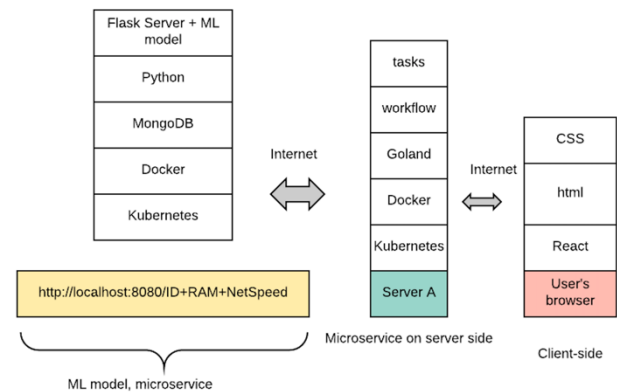 Flask Server + ML
model
Python
MongoDB
Docker
Kubernetes
http://localhost:8080/ID+RAM+NetSpeed
ML model, microservice
Internet
tasks
workflow
Goland
Docker
Kubernetes
Server A
Microservice on server side
Internet
CSS
html
React
User's
browser
Client-side